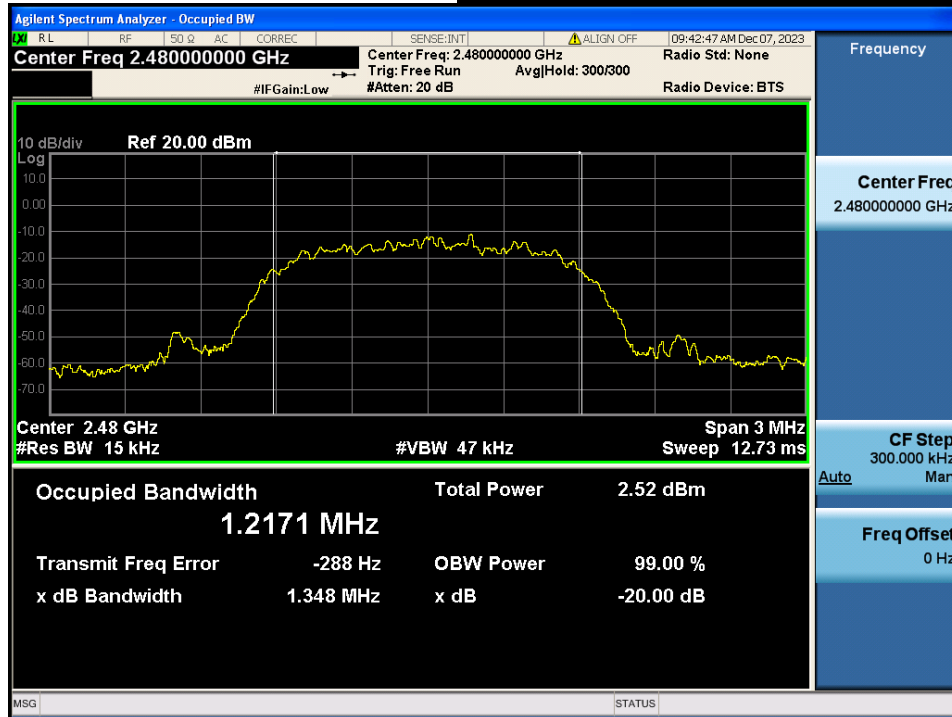 Agilent Spectrum Analyzer - Occupied BW
LXI RL RF 50 Ω AC CORREC SENSE:INT ALIGN OFF 09:42:47 AM Dec 07, 2023
Center Freq 2.480000000 GHz
Center Freq: 2.480000000 GHz
Radio Std: None
Trig: Free Run Avg|Hold: 300/300
#IFGain:Low
#Atten: 20 dB
Radio Device: BTS
10 dB/div Ref 20.00 dBm
Log
10.0
0.00
-10.0
-20.0
-30.0
-40.0
-50.0
-60.0
-70.0
Center 2.48 GHz Span 3 MHz
#Res BW 15 kHz #VBW 47 kHz Sweep 12.73 ms
Occupied Bandwidth Total Power 2.52 dBm
1.2171 MHz
Transmit Freq Error -288 Hz OBW Power 99.00 %
x dB Bandwidth 1.348 MHz x dB -20.00 dB
MSG STATUS
Frequency
Center Freq
2.480000000 GHz
CF Step
300.000 kHz
Auto Man
Freq Offset
0 Hz